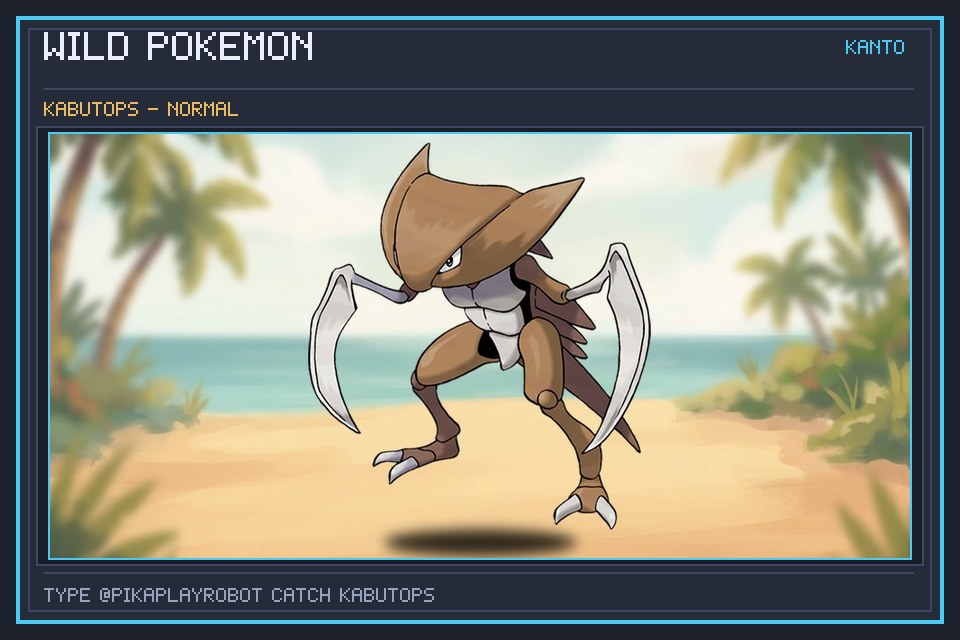 WILD POKEMON
KANTO
KABUTOPS - NORMAL
TYPE @PIKAPLAYROBOT CATCH KABUTOPS